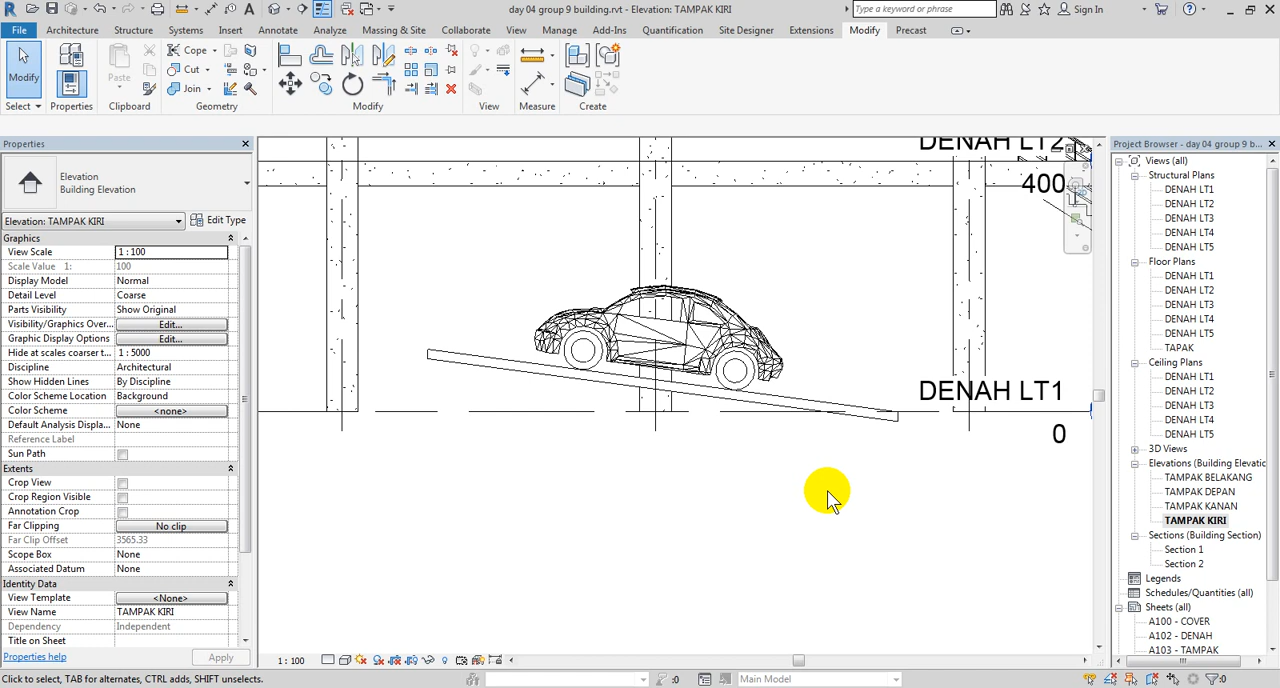 day 04 group 9 building.rvt - Elevation: TAMPAK KIRI
Type a keyword or phrase
Sign In
File Architecture Structure Systems Insert Annotate Analyze Massing & Site Collaborate View Manage Add-Ins Quantification Site Designer Extensions Modify Precast
Modify
Properties
Paste
Cope
Cut
Join
Select Properties Clipboard Geometry Modify View Measure Create
Properties
Elevation
Building Elevation
Elevation: TAMPAK KIRI
Edit Type
Graphics
View Scale 1 : 100
Scale Value 1: 100
Display Model Normal
Detail Level Coarse
Parts Visibility Show Original
Visibility/Graphics Over... Edit...
Graphic Display Options Edit...
Hide at scales coarser t... 1 : 5000
Discipline Architectural
Show Hidden Lines By Discipline
Color Scheme Location Background
Color Scheme <none>
Default Analysis Displa... None
Reference Label
Sun Path
Extents
Crop View
Crop Region Visible
Annotation Crop
Far Clipping No clip
Far Clip Offset 3565.33
Scope Box None
Associated Datum None
Identity Data
View Template <None>
View Name TAMPAK KIRI
Dependency Independent
Title on Sheet
Properties help
Apply
DENAH LT2
400
DENAH LT1
0
1 : 100
Project Browser - day 04 group 9 b...
Views (all)
Structural Plans
DENAH LT1
DENAH LT2
DENAH LT3
DENAH LT4
DENAH LT5
Floor Plans
DENAH LT1
DENAH LT2
DENAH LT3
DENAH LT4
DENAH LT5
TAPAK
Ceiling Plans
DENAH LT1
DENAH LT2
DENAH LT3
DENAH LT4
DENAH LT5
3D Views
Elevations (Building Elevatic
TAMPAK BELAKANG
TAMPAK DEPAN
TAMPAK KANAN
TAMPAK KIRI
Sections (Building Section)
Section 1
Section 2
Legends
Schedules/Quantities (all)
Sheets (all)
A100 - COVER
A102 - DENAH
A103 - TAMPAK
Click to select, TAB for alternates, CTRL adds, SHIFT unselects.
:0
Main Model
:0